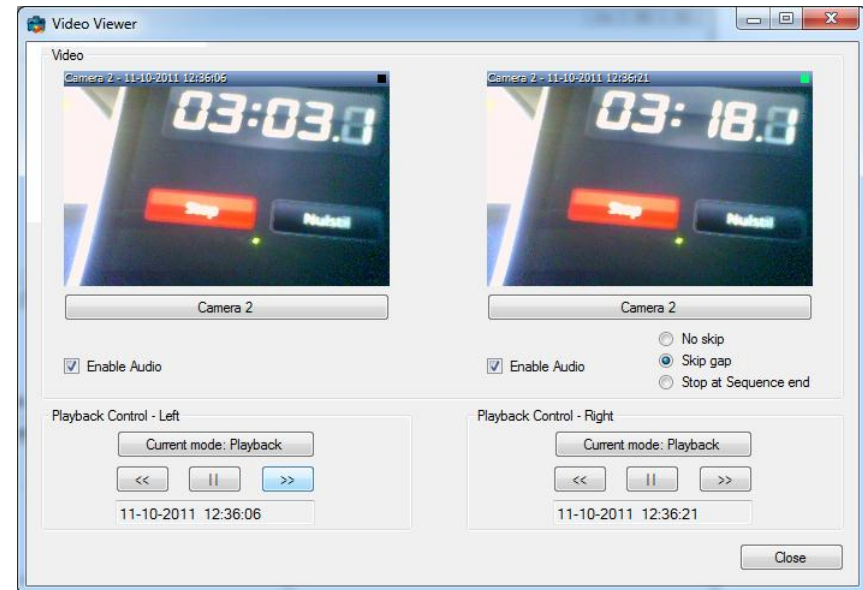 Video Viewer
Video
Camera 2 - 11-10-2011 12:36:06
03:03.1
Stop
Nulstil
Camera 2
Enable Audio
Camera 2 - 11-10-2011 12:36:21
03:18.1
Stop
Nulstil
Camera 2
Enable Audio
No skip
Skip gap
Stop at Sequence end
Playback Control - Left
Current mode: Playback
<< || >>
11-10-2011 12:36:06
Playback Control - Right
Current mode: Playback
<< || >>
11-10-2011 12:36:21
Close